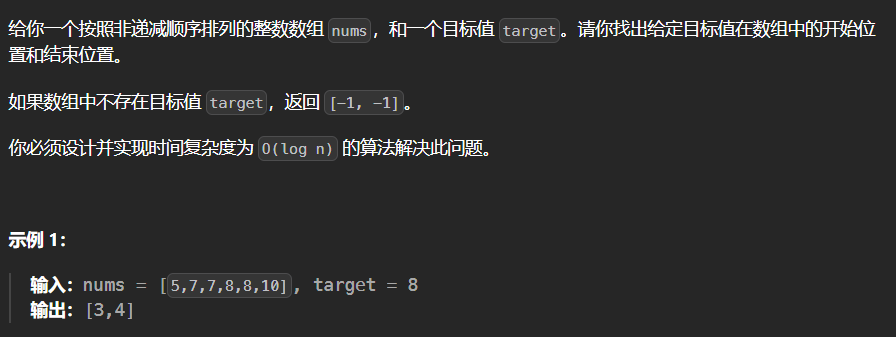 给你一个按照非递减顺序排列的整数数组 nums，和一个目标值 target。请你找出给定目标值在数组中的开始位
置和结束位置。
如果数组中不存在目标值 target，返回 [-1, -1]。
你必须设计并实现时间复杂度为 O(log n) 的算法解决此问题。
示例 1：
输入：nums = [5,7,7,8,8,10], target = 8
输出：[3,4]